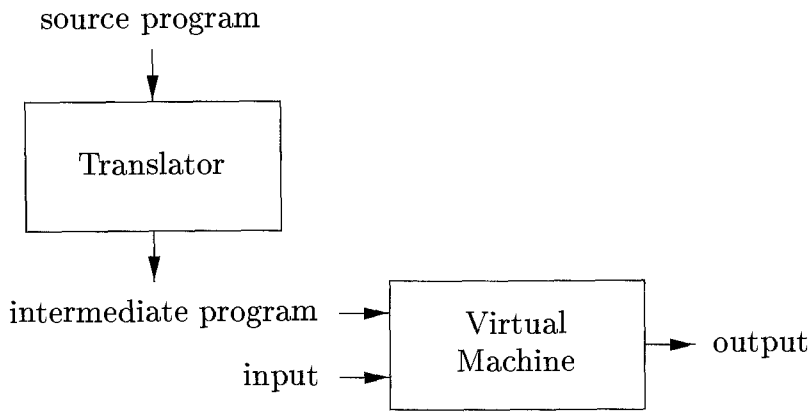 source program
Translator
intermediate program
input
Virtual
Machine
output